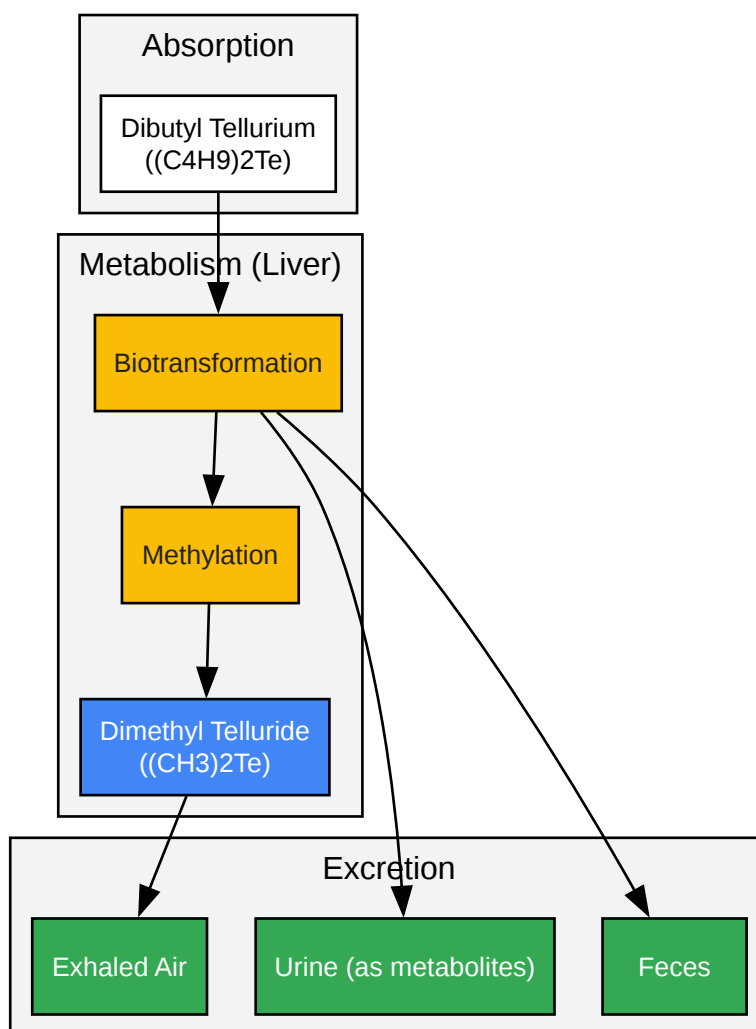 Absorption
Dibutyl Tellurium
((C4H9)2Te)
Metabolism (Liver)
Biotransformation
Methylation
Dimethyl Telluride
((CH3)2Te)
Excretion
Exhaled Air
Urine (as metabolites)
Feces